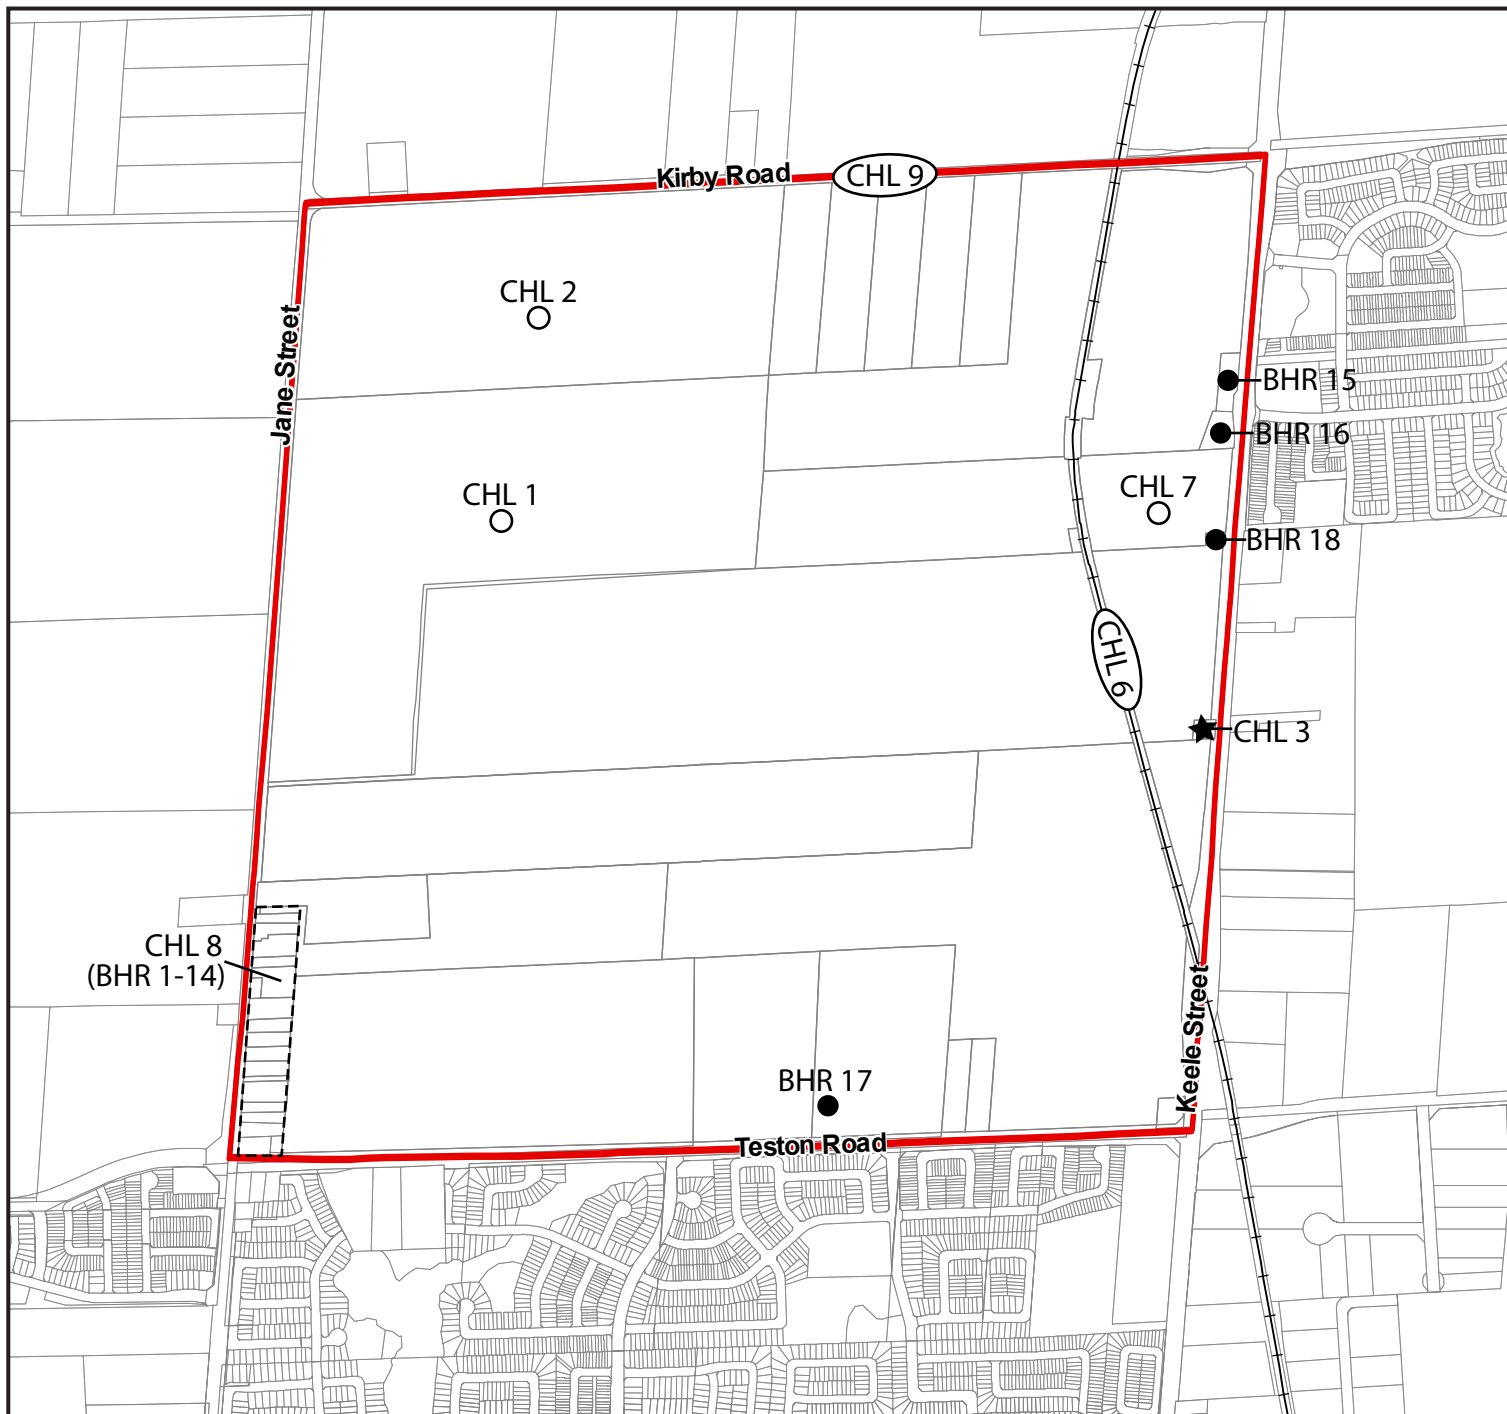 Kirby Road
CHL 9
CHL 2
Jane Street
BHR 15
BHR 16
CHL 7
CHL 1
BHR 18
CHL 6
CHL 3
CHL 8
(BHR 1-14)
Keele Street
BHR 17
Teston Road